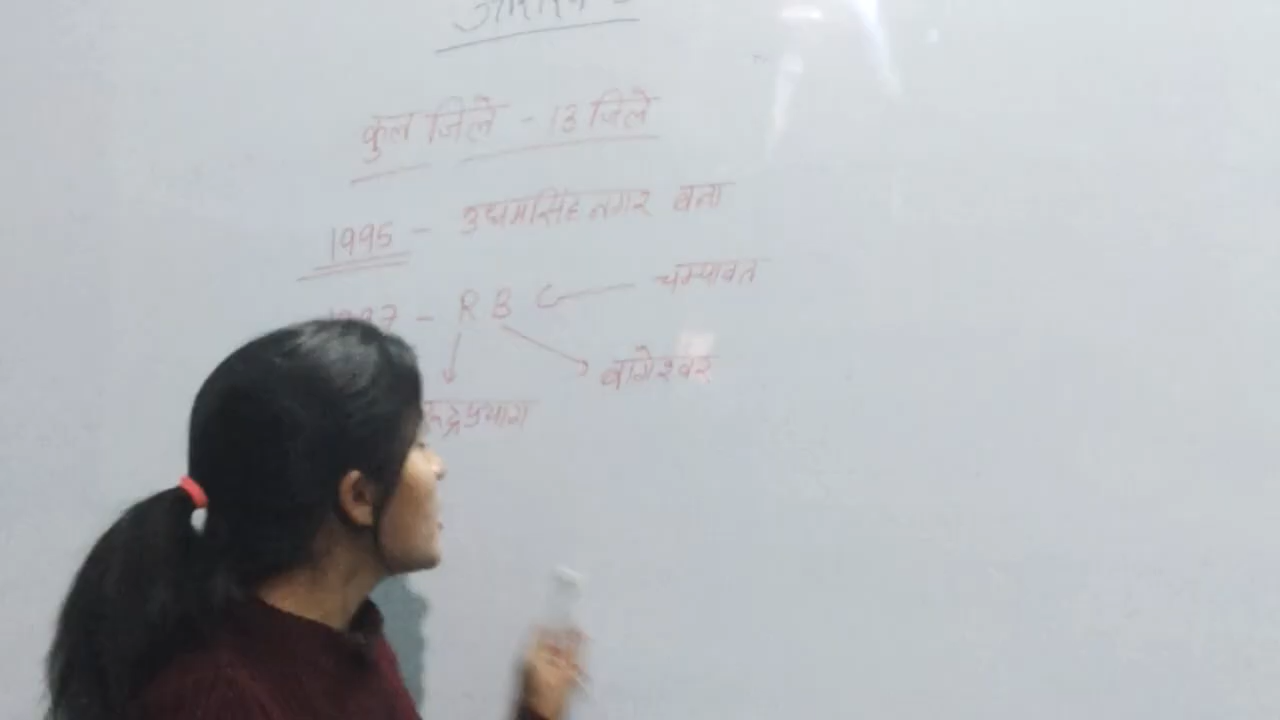 कुल जिले - 13 जिले
1995 - उधमसिंह नगर बना
1997 - R B C चम्पावत
बागेश्वर
रुद्रप्रयाग